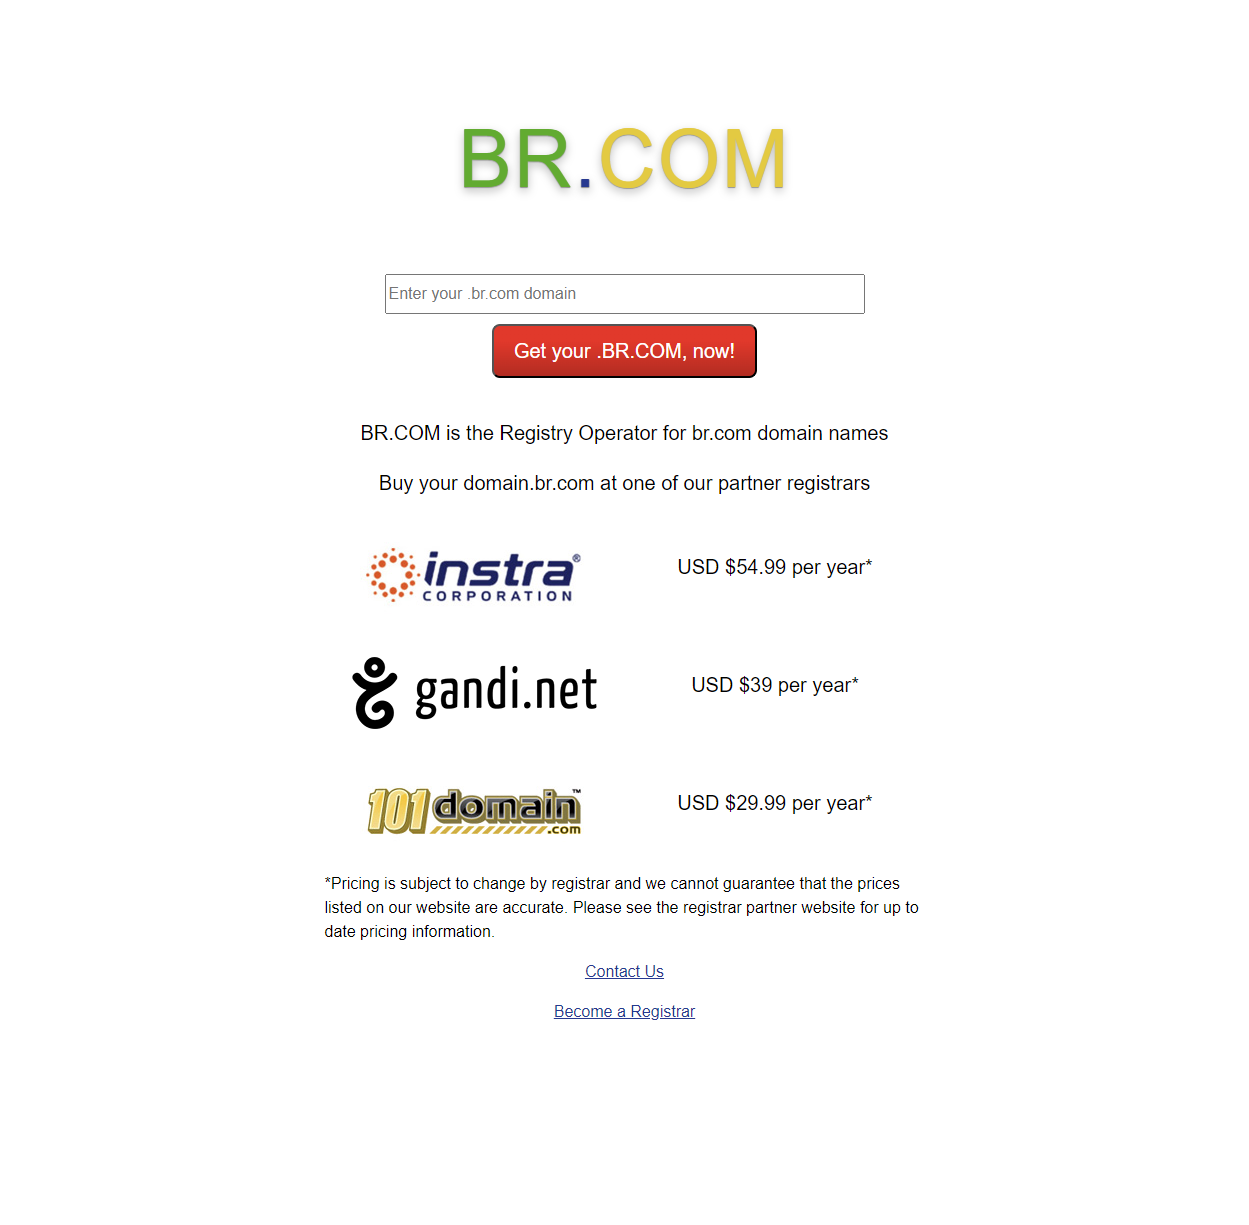 BR.COM
Enter your .br.com domain
Get your .BR.COM, now!
BR.COM is the Registry Operator for br.com domain names
Buy your domain.br.com at one of our partner registrars
instra®
CORPORATION
USD $54.99 per year*
gandi.net
USD $39 per year*
101domain™
.com
USD $29.99 per year*
*Pricing is subject to change by registrar and we cannot guarantee that the prices
listed on our website are accurate. Please see the registrar partner website for up to
date pricing information.
Contact Us
Become a Registrar